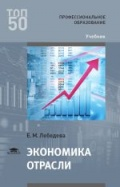 ТОП
50
ПРОФЕССИОНАЛЬНОЕ
ОБРАЗОВАНИЕ
Учебник
Е. М. Лебедева
ЭКОНОМИКА
ОТРАСЛИ